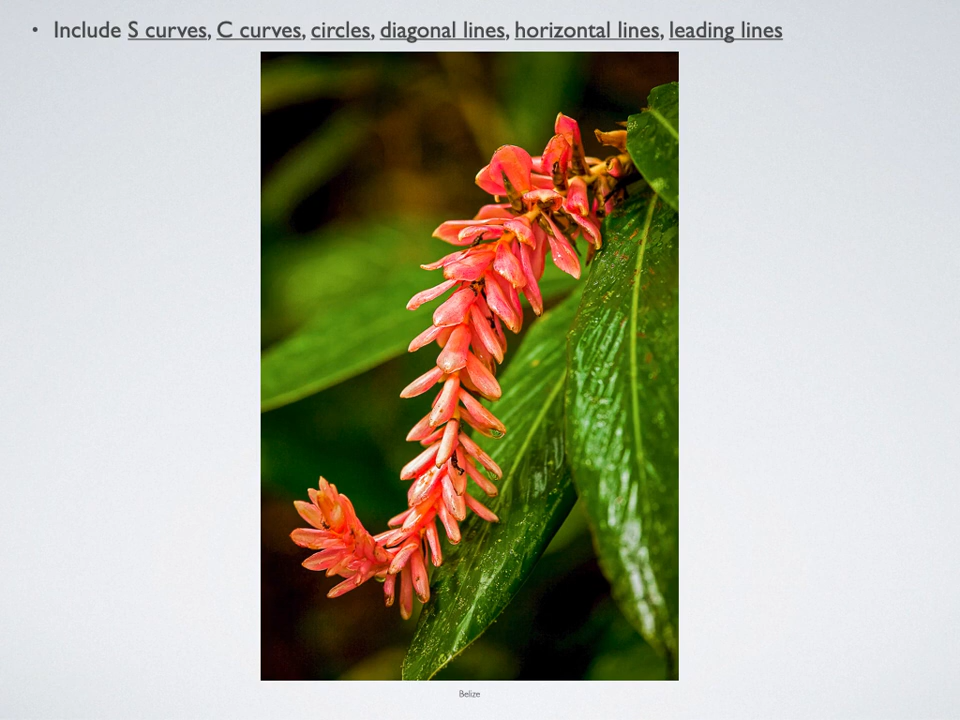 • Include S curves, C curves, circles, diagonal lines, horizontal lines, leading lines
Belize